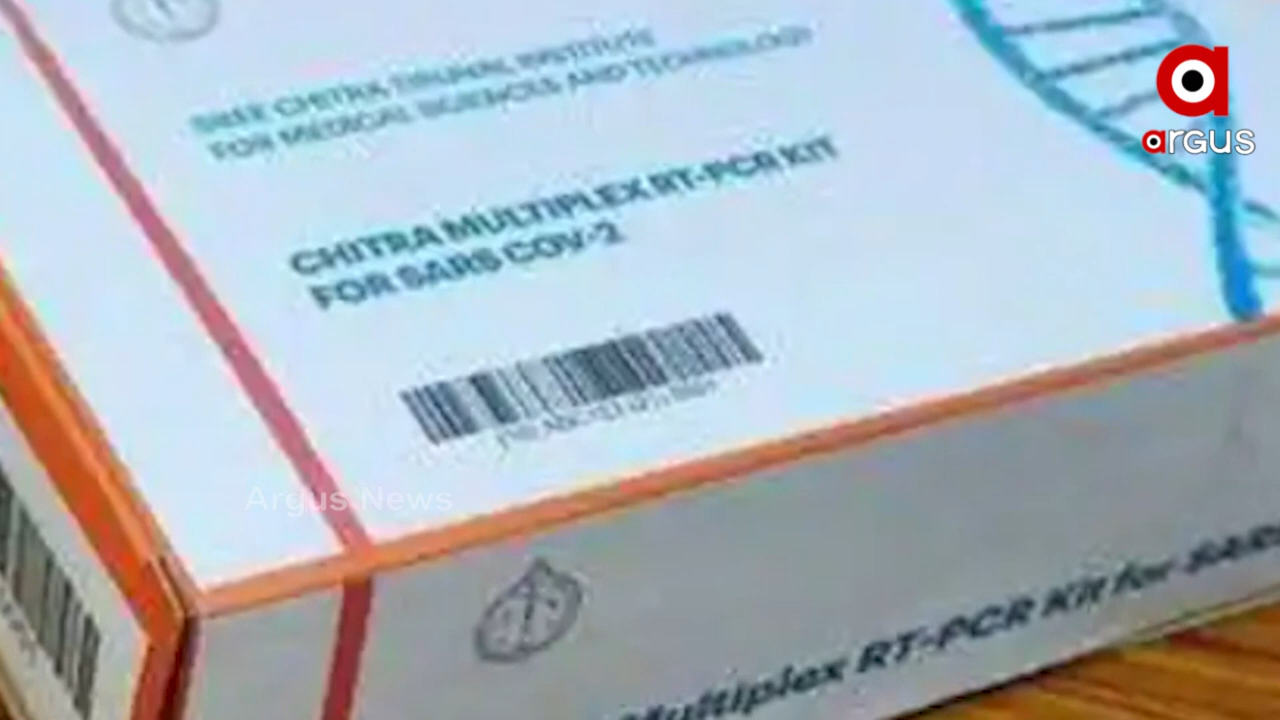 SREE CHITRA TIRUNAL INSTITUTE
FOR MEDICAL SCIENCES AND TECHNOLOGY
CHITRA MULTIPLEX RT-PCR KIT
FOR SARS COV-2
argus
Argus News
Multiplex RT-PCR Kit for SARS